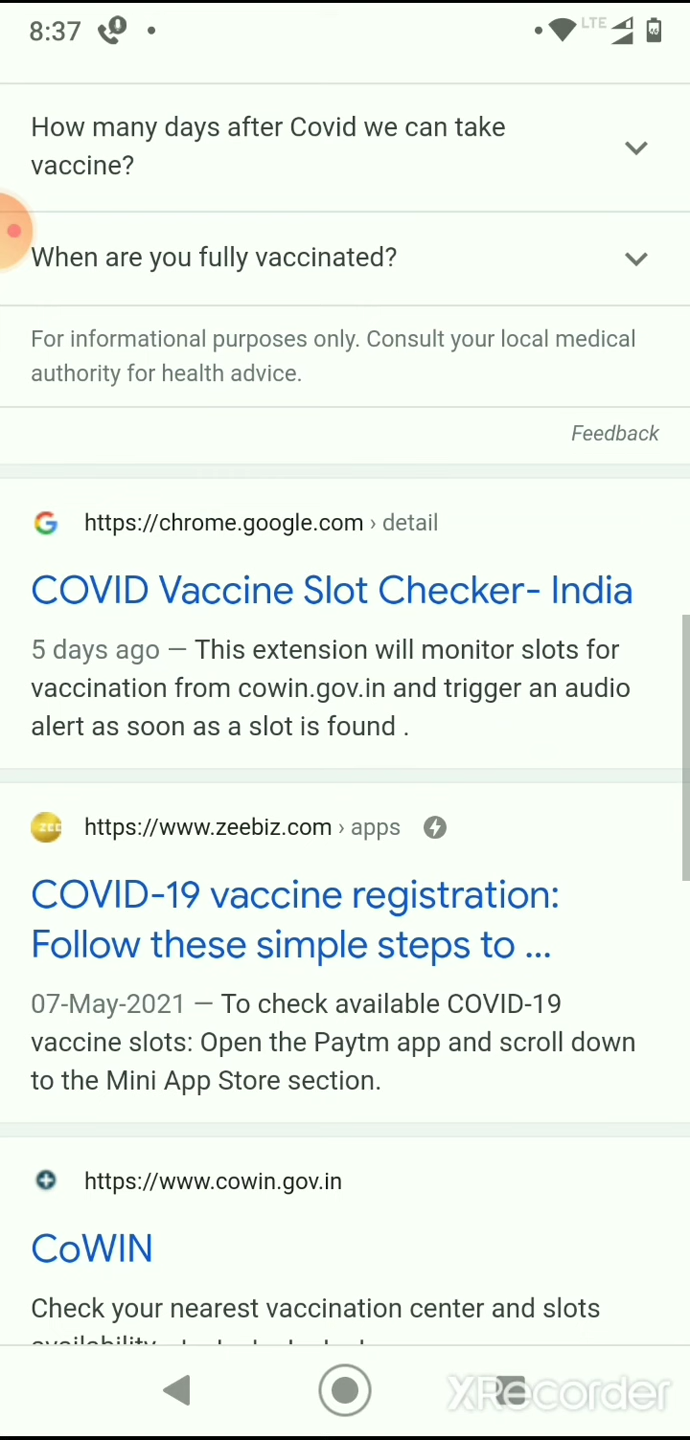 8:37
LTE
How many days after Covid we can take
vaccine?
When are you fully vaccinated?
For informational purposes only. Consult your local medical
authority for health advice.
Feedback
https://chrome.google.com › detail
COVID Vaccine Slot Checker- India
5 days ago — This extension will monitor slots for
vaccination from cowin.gov.in and trigger an audio
alert as soon as a slot is found .
ZEE
https://www.zeebiz.com › apps
COVID-19 vaccine registration:
Follow these simple steps to ...
07-May-2021 — To check available COVID-19
vaccine slots: Open the Paytm app and scroll down
to the Mini App Store section.
https://www.cowin.gov.in
CoWIN
Check your nearest vaccination center and slots
availability
XRecorder